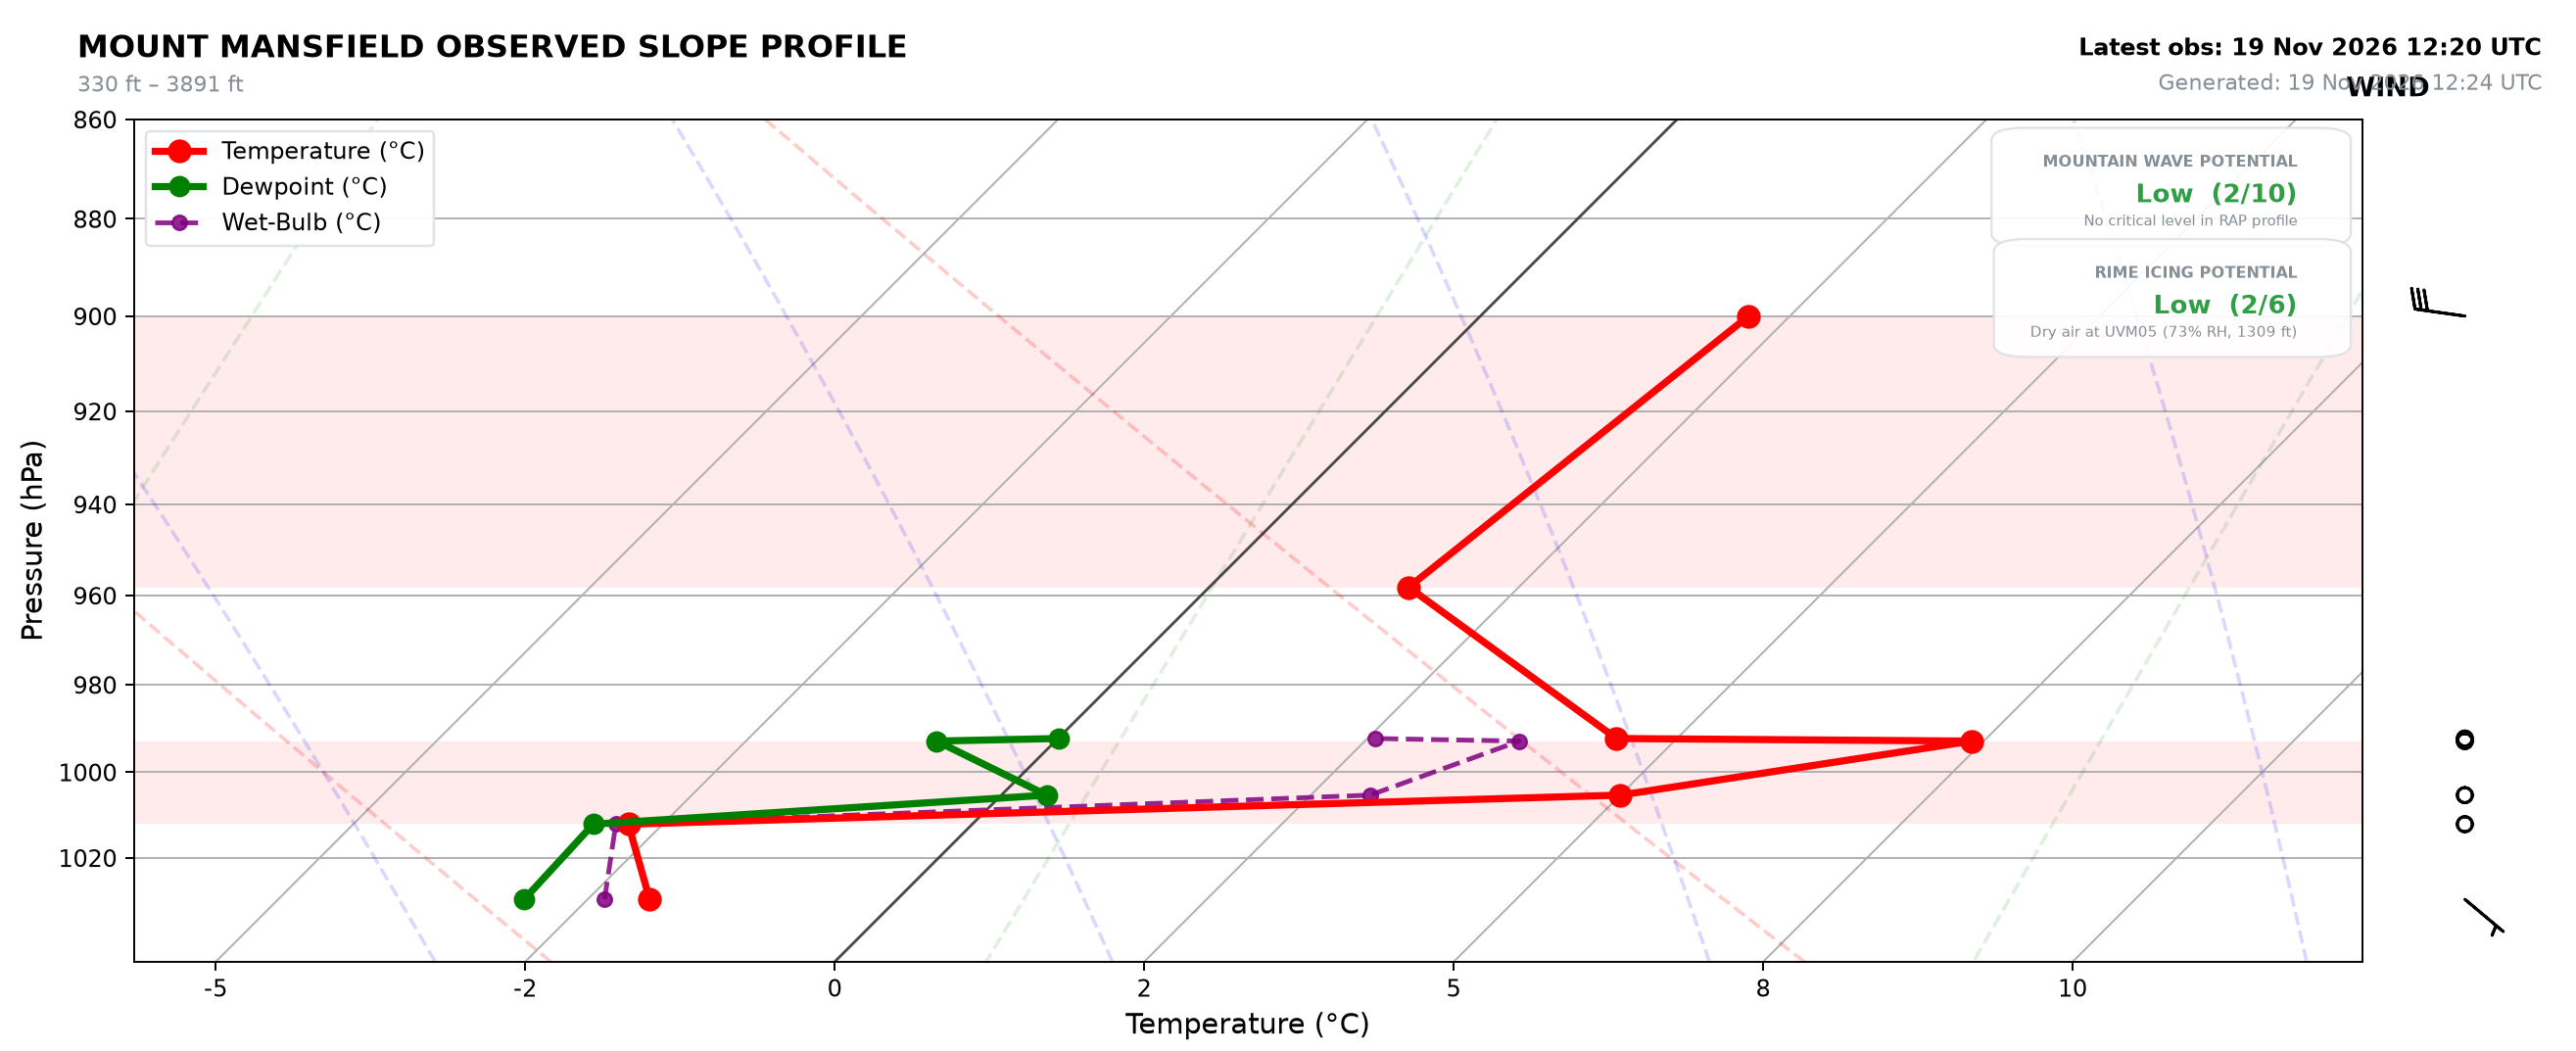 MOUNT MANSFIELD OBSERVED SLOPE PROFILE
330 ft – 3891 ft
Latest obs: 19 Nov 2026 12:20 UTC
Generated: 19 Nov 2026 12:24 UTC
WIND
Temperature (°C)
Dewpoint (°C)
Wet-Bulb (°C)
MOUNTAIN WAVE POTENTIAL
Low (2/10)
No critical level in RAP profile
RIME ICING POTENTIAL
Low (2/6)
Dry air at UVM05 (73% RH, 1309 ft)
Pressure (hPa)
860
880
900
920
940
960
980
1000
1020
-5
-2
0
2
5
8
10
Temperature (°C)